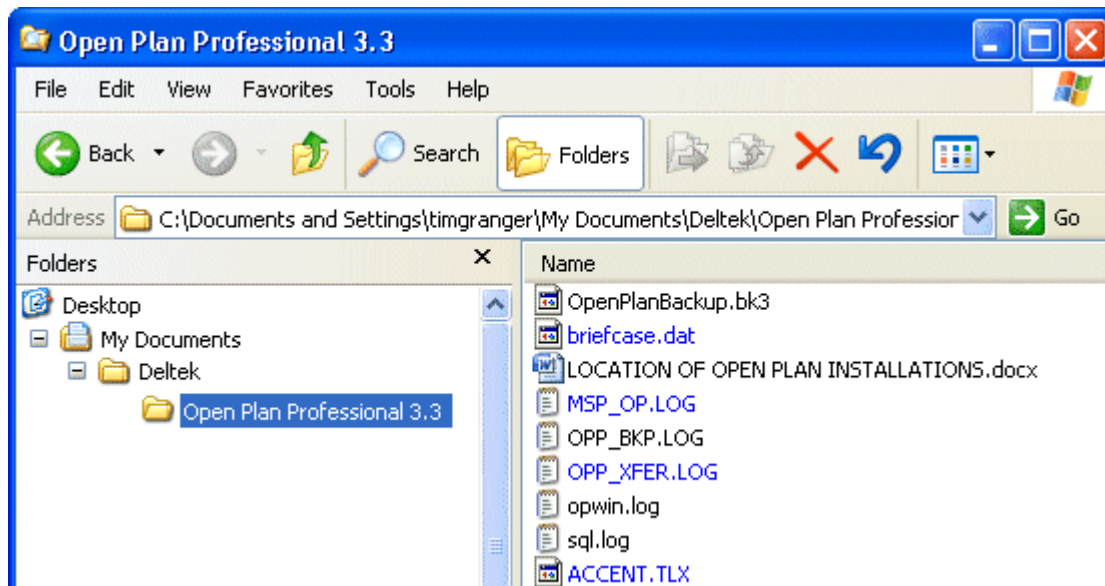 Open Plan Professional 3.3
File Edit View Favorites Tools Help
Back Search Folders
Address C:\Documents and Settings\timgranger\My Documents\Deltek\Open Plan Profession Go
Folders
Desktop
My Documents
Deltek
Open Plan Professional 3.3
Name
OpenPlanBackup.bk3
briefcase.dat
LOCATION OF OPEN PLAN INSTALLATIONS.docx
MSP_OP.LOG
OPP_BKP.LOG
OPP_XFER.LOG
opwin.log
sql.log
ACCENT.TLX